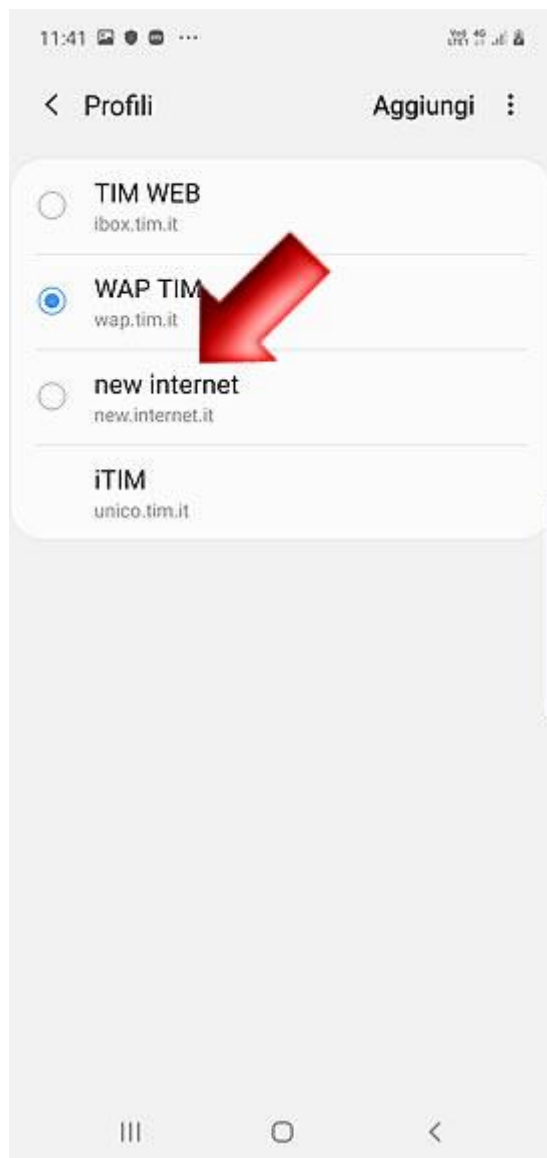 11:41
Profili
Aggiungi
TIM WEB
ibox.tim.it
WAP TIM
wap.tim.it
new internet
new.internet.it
iTIM
unico.tim.it